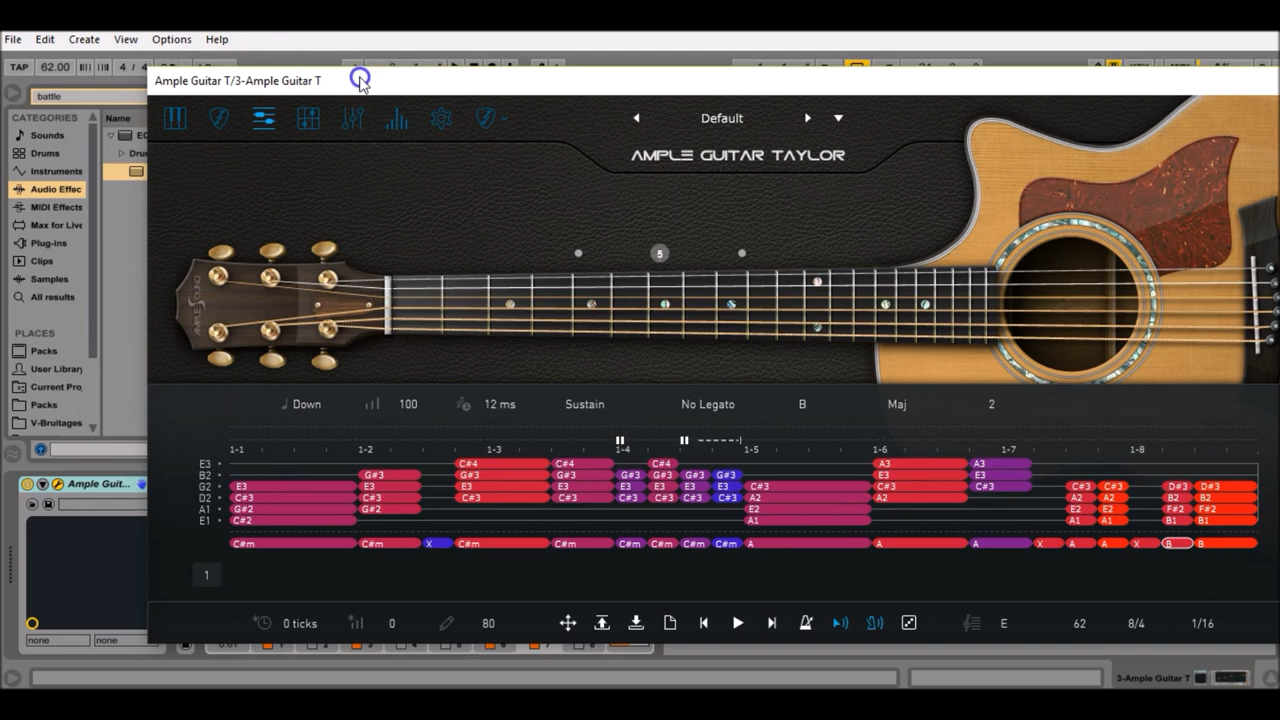 File Edit Create View Options Help
TAP 62.00 4 / 4
Ample Guitar T/3-Ample Guitar T
battle
CATEGORIES Name
Sounds
Drums
Instruments
Audio Effec
MIDI Effects
Max for Live
Plug-ins
Clips
Samples
All results
PLACES
Packs
User Library
Current Pro
Packs
V-Bruitages
Default
AMPLE GUITAR TAYLOR
AMPLE SOUND
5
Down 100 12 ms Sustain No Legato B Maj 2
1-1 1-2 1-3 1-4 1-5 1-6 1-7 1-8
E3 C#4 C#4 C#4 A3 A3
B2 G#3 G#3 G#3 G#3 G#3 G#3 G#3 E3 E3
G2 E3 E3 E3 E3 E3 E3 E3 E3 C#3 C#3 C#3 C#3 C#3 D#3 D#3
D2 C#3 C#3 C#3 C#3 C#3 C#3 C#3 C#3 A2 A2 A2 A2 B2 B2
A1 G#2 G#2 E2 E2 E2 F#2 F#2
E1 C#2 A1 A1 A1 B1 B1
C#m C#m X C#m C#m C#m C#m C#m C#m A A A X A A X B B
1
0 ticks 0 80 E 62 8/4 1/16
Ample Guit...
none none
3-Ample Guitar T